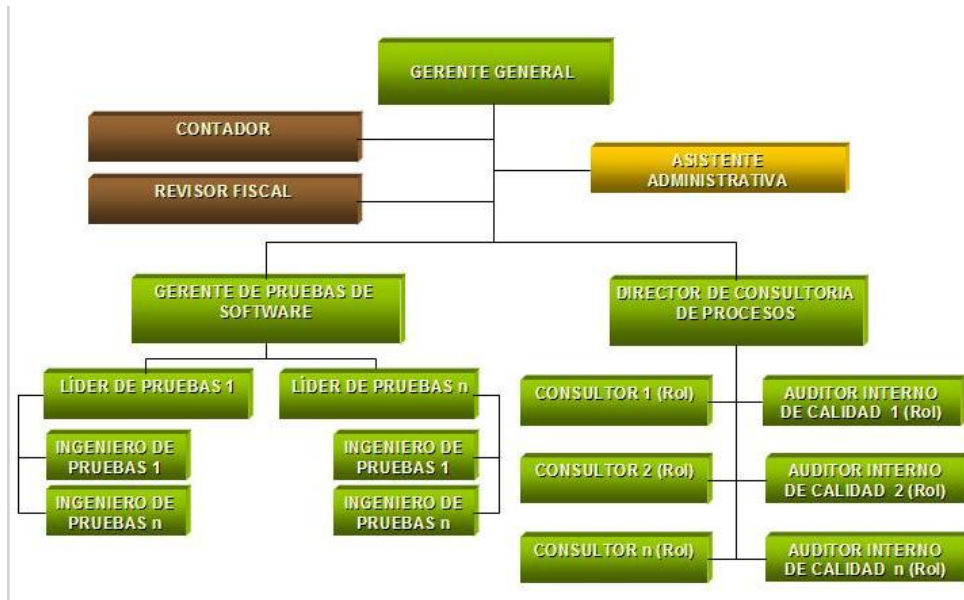 GERENTE GENERAL
CONTADOR
ASISTENTE
ADMINISTRATIVA
REVISOR FISCAL
GERENTE DE PRUEBAS DE
SOFTWARE
DIRECTOR DE CONSULTORIA
DE PROCESOS
LÍDER DE PRUEBAS 1
LÍDER DE PRUEBAS n
INGENIERO DE
PRUEBAS 1
INGENIERO DE
PRUEBAS n
INGENIERO DE
PRUEBAS 1
INGENIERO DE
PRUEBAS n
CONSULTOR 1 (Rol)
AUDITOR INTERNO
DE CALIDAD 1 (Rol)
CONSULTOR 2 (Rol)
AUDITOR INTERNO
DE CALIDAD 2 (Rol)
CONSULTOR n (Rol)
AUDITOR INTERNO
DE CALIDAD n (Rol)